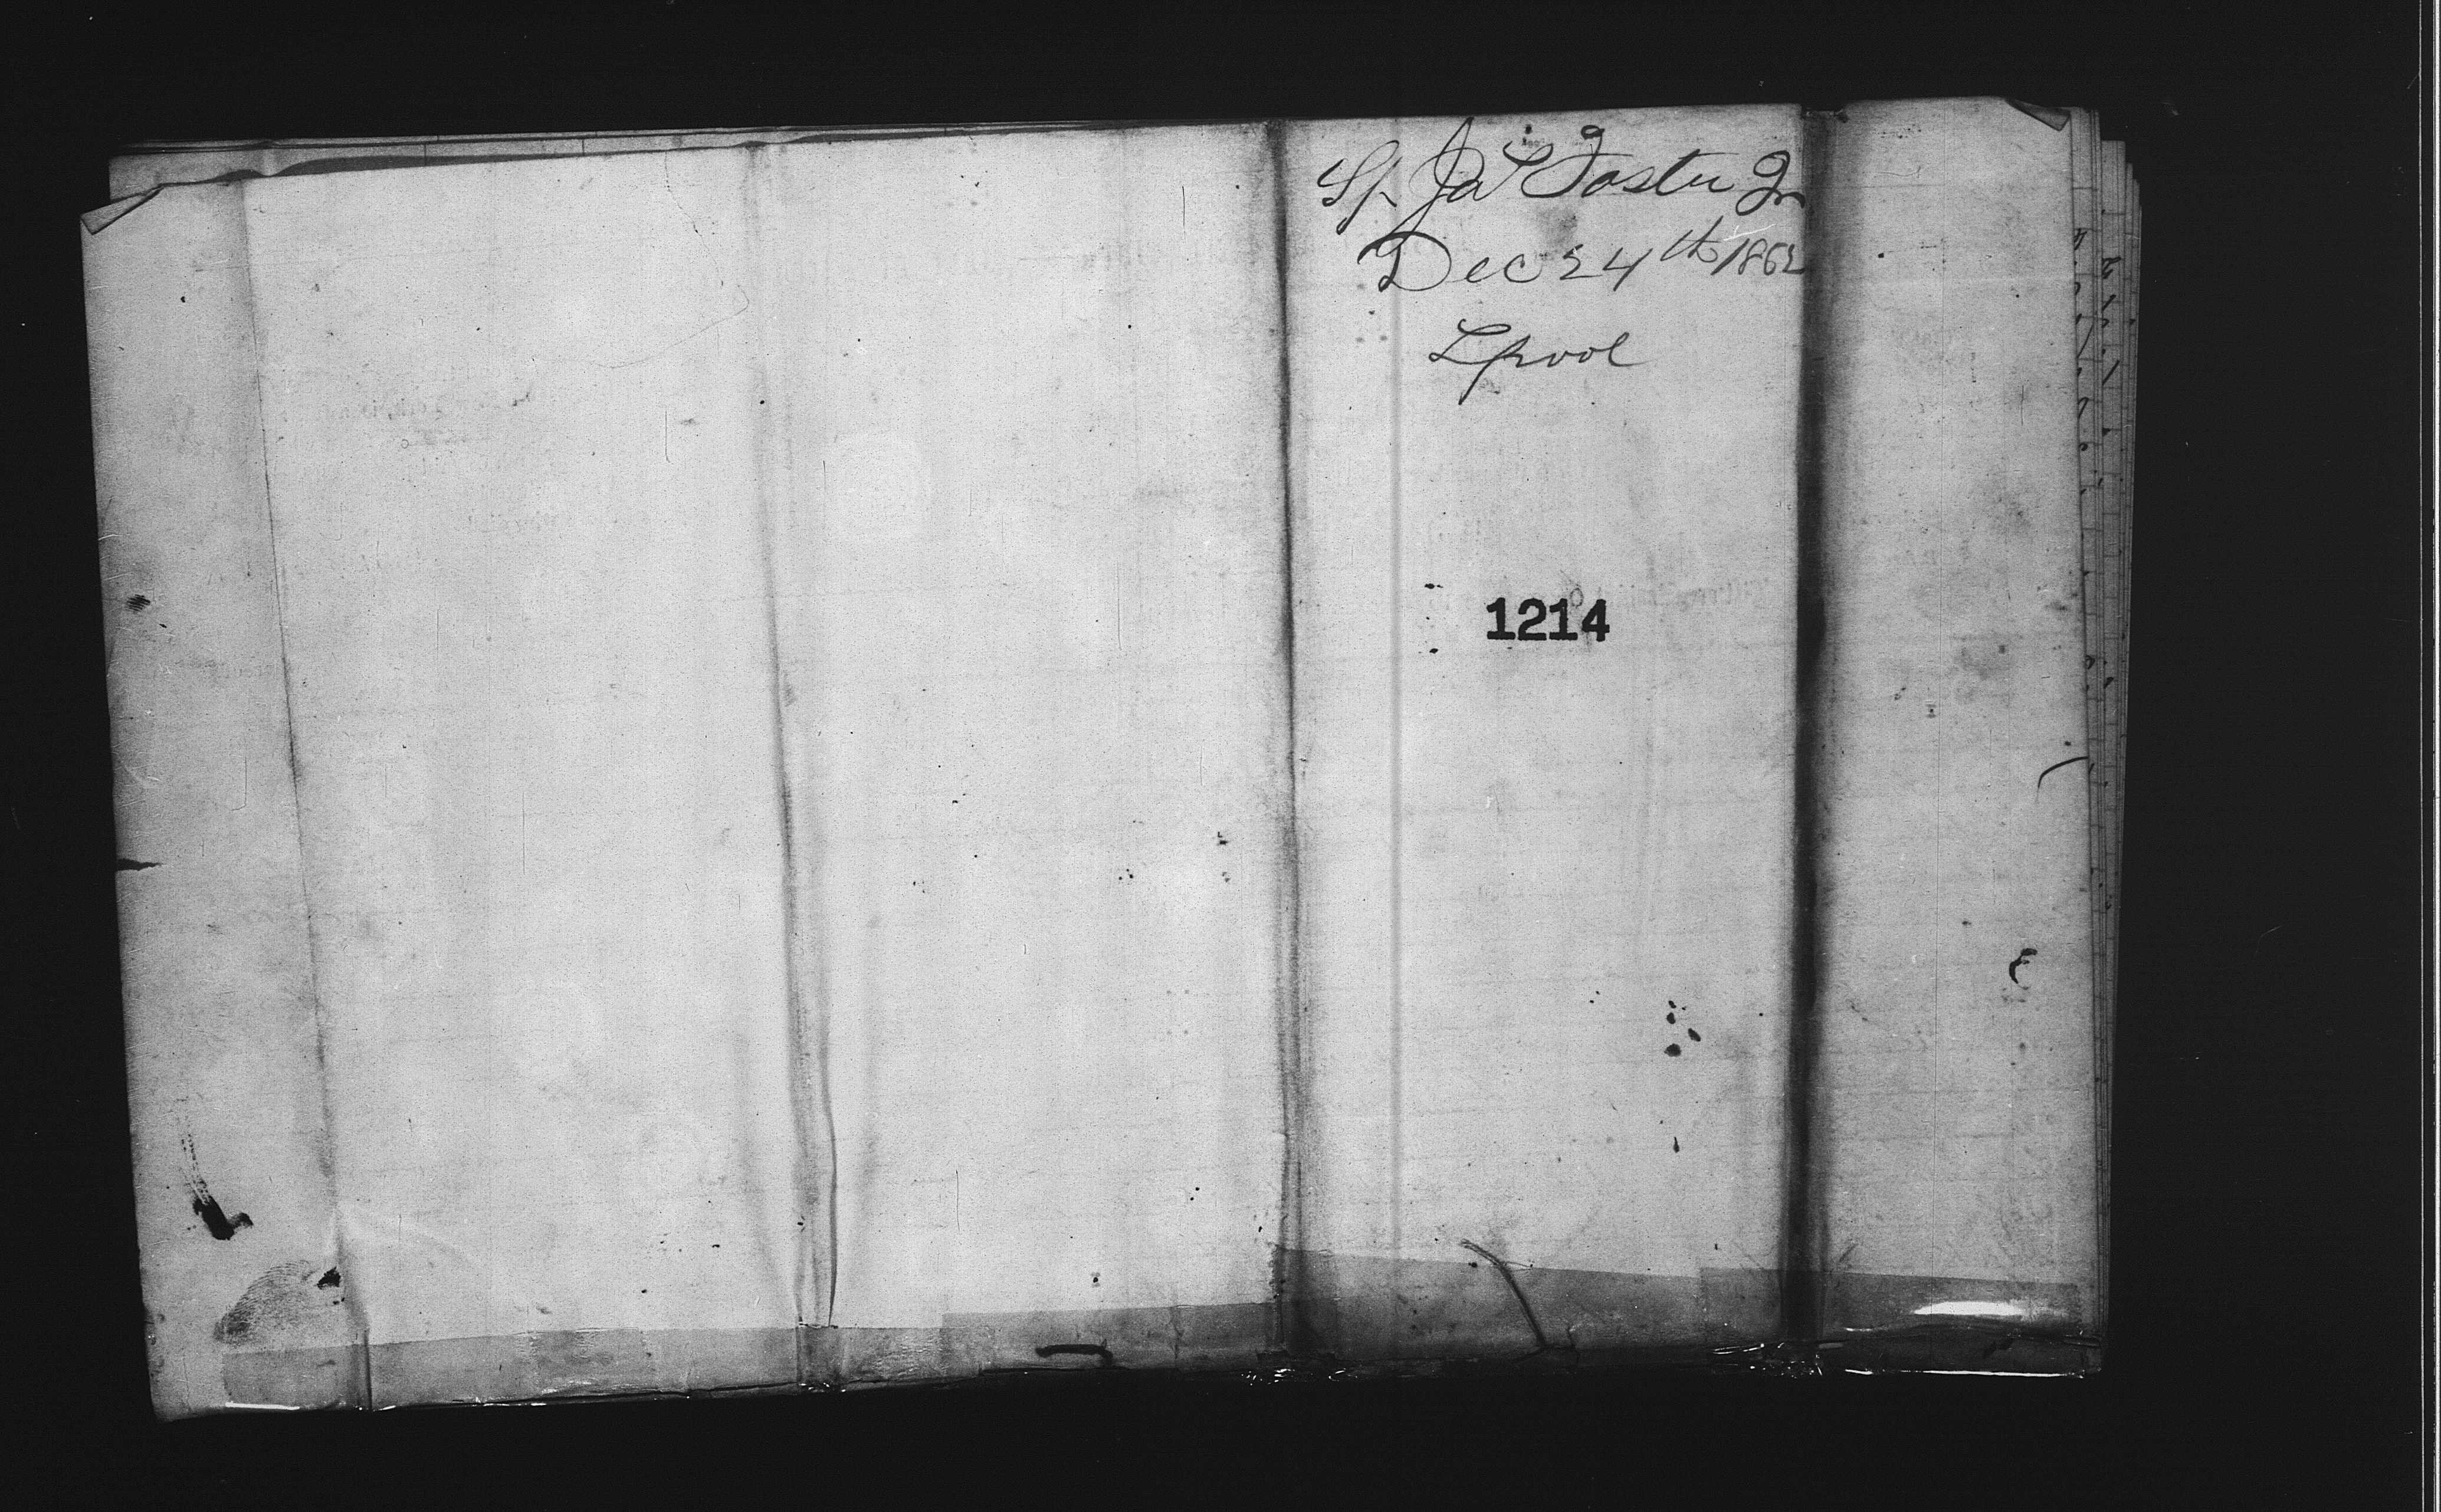 Sp Jas Foster Jr
Dec 24th 1862
Lpool
1214